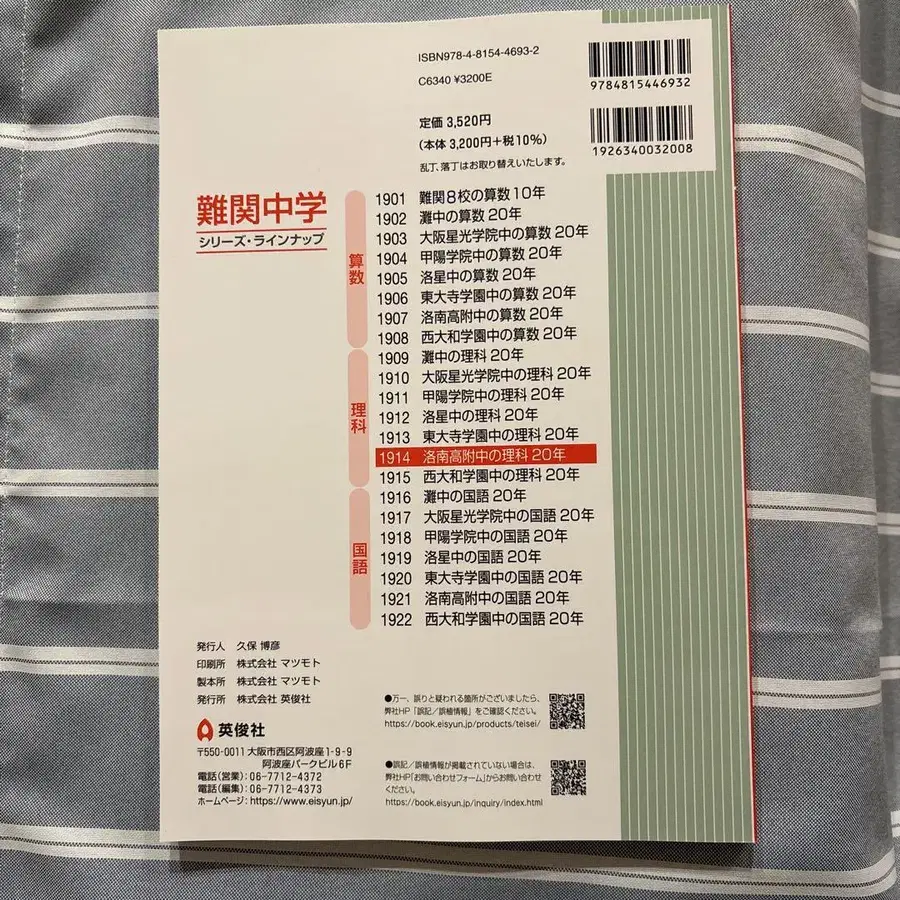 ISBN978-4-8154-4693-2
C6340 ¥3200E
9784815446932
定価 3,520円
(本体 3,200円+税10%)
乱丁、落丁はお取り替えいたします。
1926340032008
難関中学
シリーズ・ラインナップ
算数
1901 難関8校の算数10年
1902 灘中の算数20年
1903 大阪星光学院中の算数20年
1904 甲陽学院中の算数20年
1905 洛星中の算数20年
1906 東大寺学園中の算数20年
1907 洛南高附中の算数20年
1908 西大和学園中の算数20年
理科
1909 灘中の理科20年
1910 大阪星光学院中の理科20年
1911 甲陽学院中の理科20年
1912 洛星中の理科20年
1913 東大寺学園中の理科20年
1914 洛南高附中の理科20年
1915 西大和学園中の理科20年
国語
1916 灘中の国語20年
1917 大阪星光学院中の国語20年
1918 甲陽学院中の国語20年
1919 洛星中の国語20年
1920 東大寺学園中の国語20年
1921 洛南高附中の国語20年
1922 西大和学園中の国語20年
発行人 久保 博彦
印刷所 株式会社 マツモト
製本所 株式会社 マツモト
発行所 株式会社 英俊社
英俊社
〒550-0011 大阪市西区阿波座1-9-9
阿波座パークビル6F
電話(営業):06-7712-4372
電話(編集):06-7712-4373
ホームページ:https://www.eisyun.jp/
●万一、誤りと疑われる箇所がございましたら、
弊社HP「誤記/誤植情報」をご確認ください。
https://book.eisyun.jp/products/teisei/
●誤記/誤植情報が掲載されていない場合は、
弊社HP「お問い合わせフォーム」からお問い合わせ
ください。
https://book.eisyun.jp/inquiry/index.html